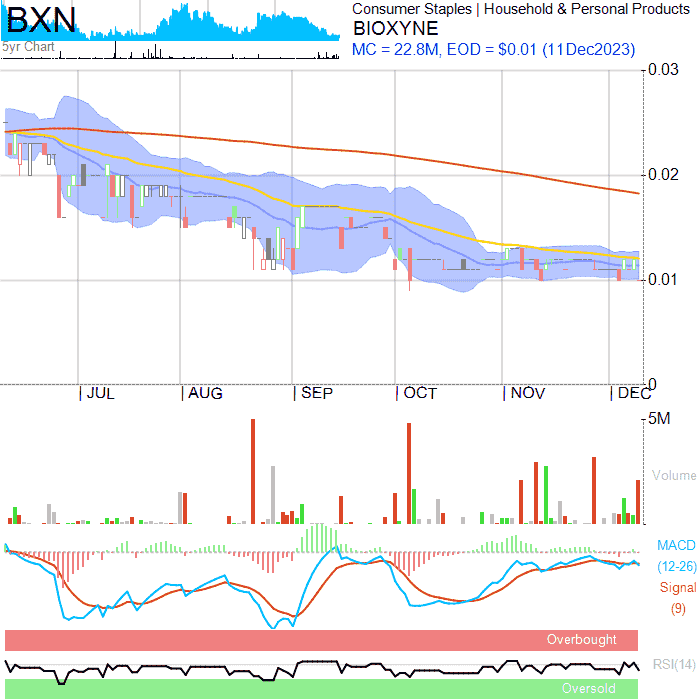 BXN
5yr Chart
Consumer Staples | Household & Personal Products
BIOXYNE
MC = 22.8M, EOD = $0.01 (11Dec2023)
0.03
0.02
0.01
0
JUL AUG SEP OCT NOV DEC
5M
Volume
MACD
(12-26)
Signal
(9)
Overbought
RSI(14)
Oversold